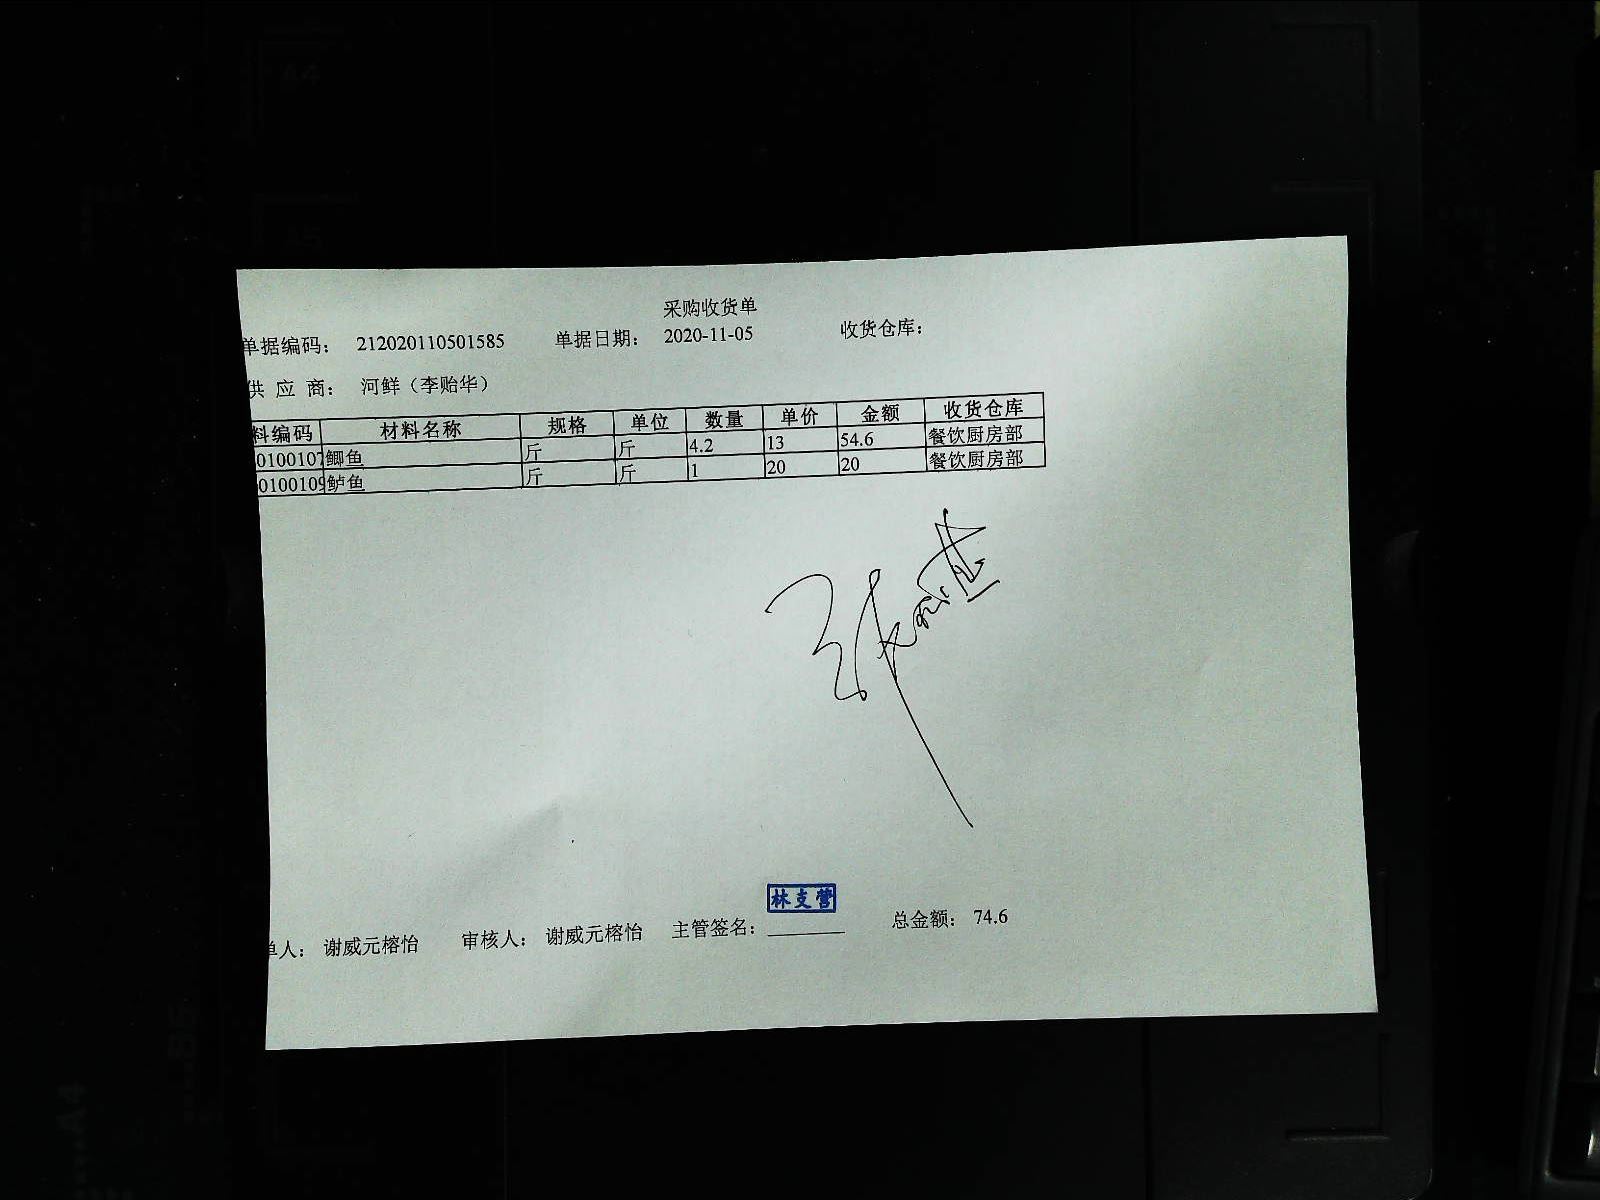 采购收货单
单据编码： 212020110501585 单据日期： 2020-11-05 收货仓库：
供 应 商： 河鲜（李贻华）
料编码 材料名称 规格 单位 数量 单价 金额 收货仓库
0100107 鲫鱼 斤 斤 4.2 13 54.6 餐饮厨房部
0100109 鲈鱼 斤 斤 1 20 20 餐饮厨房部
林支营
单人： 谢威元榕怡 审核人： 谢威元榕怡 主管签名： 总金额： 74.6